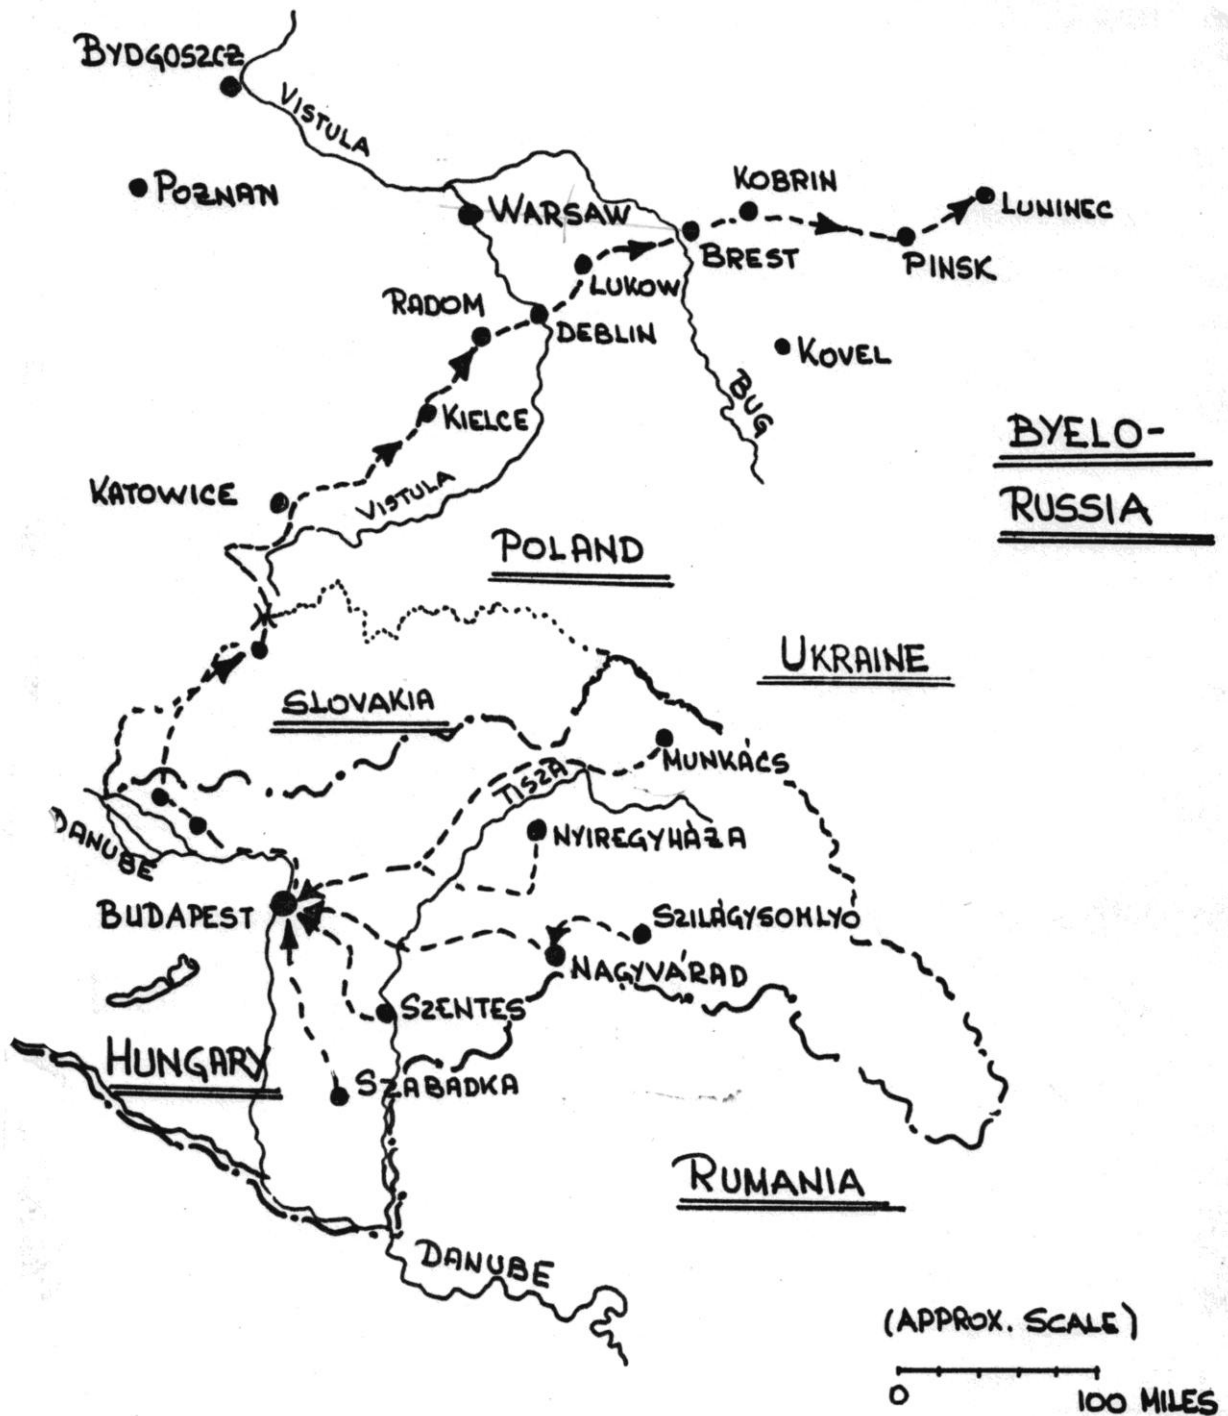 BYDGOSZCZ
VISTULA
POZNAN
WARSAW
KOBRIN
LUNINEC
BREST
PINSK
LUKOW
RADOM
DEBLIN
KOVEL
BUG
KIELCE
BYELO-
RUSSIA
KATOWICE
VISTULA
POLAND
UKRAINE
SLOVAKIA
MUNKÁCS
TISZA
DANUBE
NYIREGYHÁZA
BUDAPEST
SZILÁGYSOMLYO
NAGYVÁRAD
SZENTES
HUNGARY
SZABADKA
RUMANIA
DANUBE
(APPROX. SCALE)
0 100 MILES